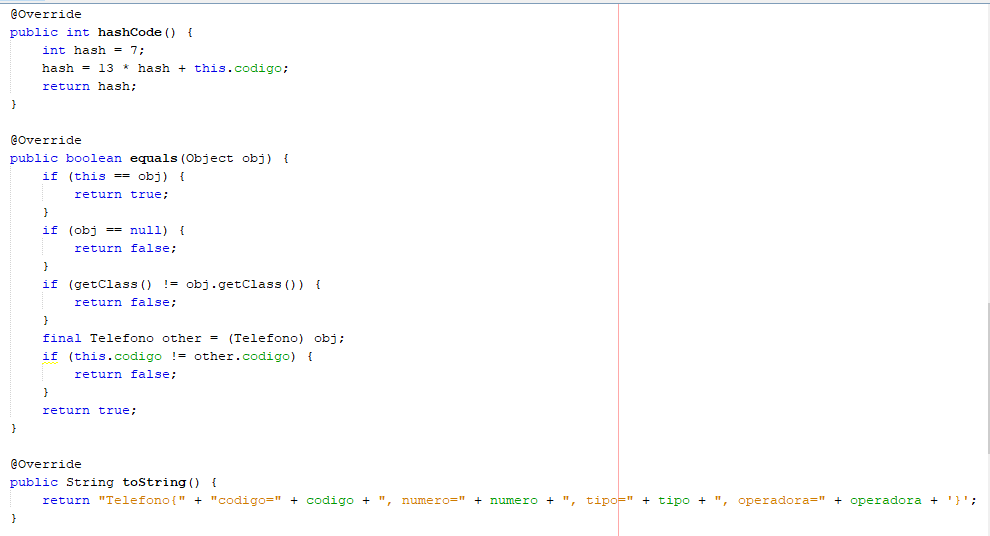 @Override
public int hashCode() {
    int hash = 7;
    hash = 13 * hash + this.codigo;
    return hash;
}

@Override
public boolean equals(Object obj) {
    if (this == obj) {
        return true;
    }
    if (obj == null) {
        return false;
    }
    if (getClass() != obj.getClass()) {
        return false;
    }
    final Telefono other = (Telefono) obj;
    if (this.codigo != other.codigo) {
        return false;
    }
    return true;
}

@Override
public String toString() {
    return "Telefono{" + "codigo=" + codigo + ", numero=" + numero + ", tipo=" + tipo + ", operadora=" + operadora + '}';
}